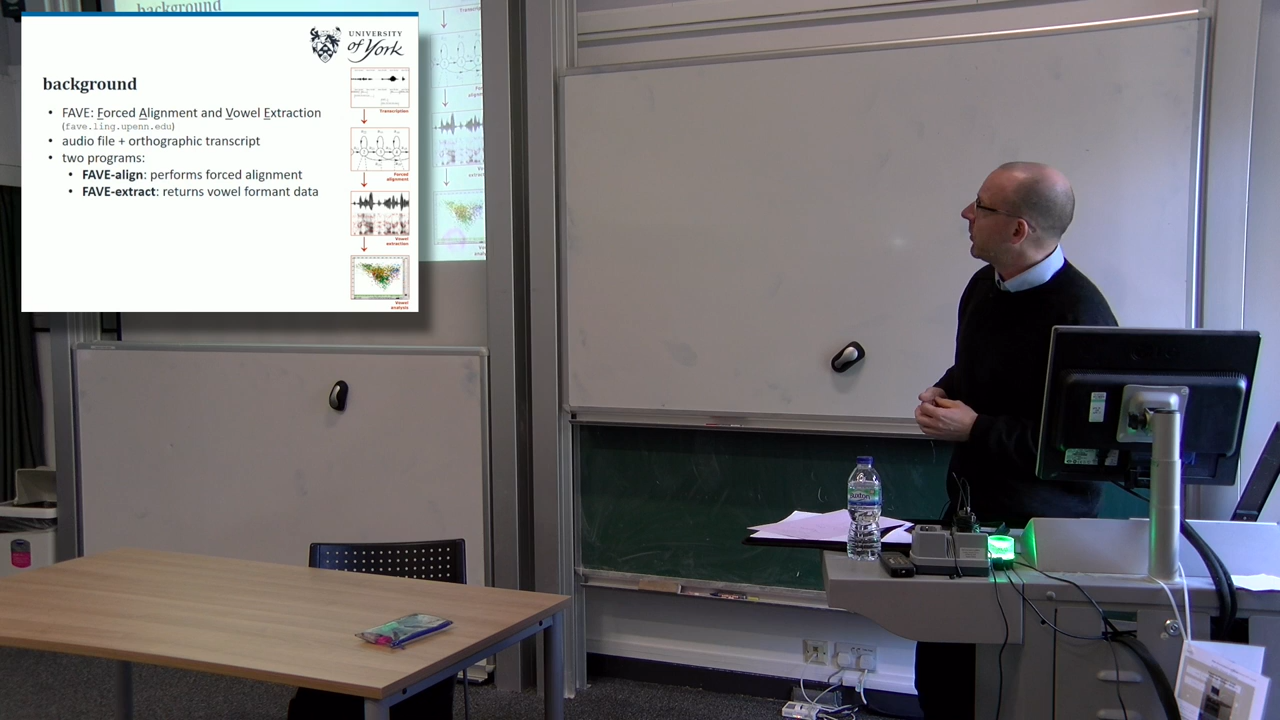 background
UNIVERSITY
of York
background
• FAVE: Forced Alignment and Vowel Extraction
(fave.ling.upenn.edu)
• audio file + orthographic transcript
• two programs:
• FAVE-align: performs forced alignment
• FAVE-extract: returns vowel formant data
Transcription
Forced
alignment
Vowel
extraction
Vowel
analysis
Buxton